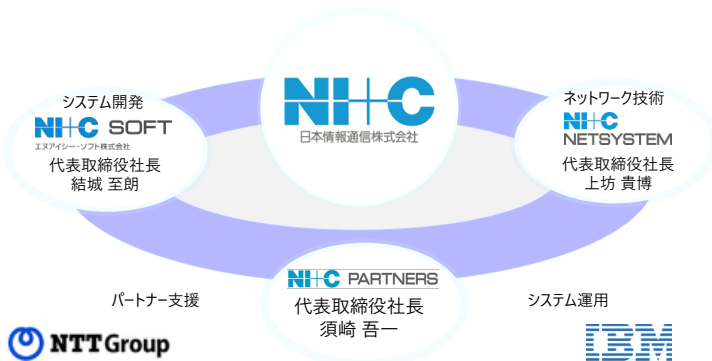 NI+C
日本情報通信株式会社
システム開発
NI+C SOFT
エヌアイシー・ソフト株式会社
代表取締役社長
結城 至朗
ネットワーク技術
NI+C
NETSYSTEM
代表取締役社長
上坊 貴博
NI+C PARTNERS
代表取締役社長
須崎 吾一
パートナー支援
システム運用
NTT Group
IBM